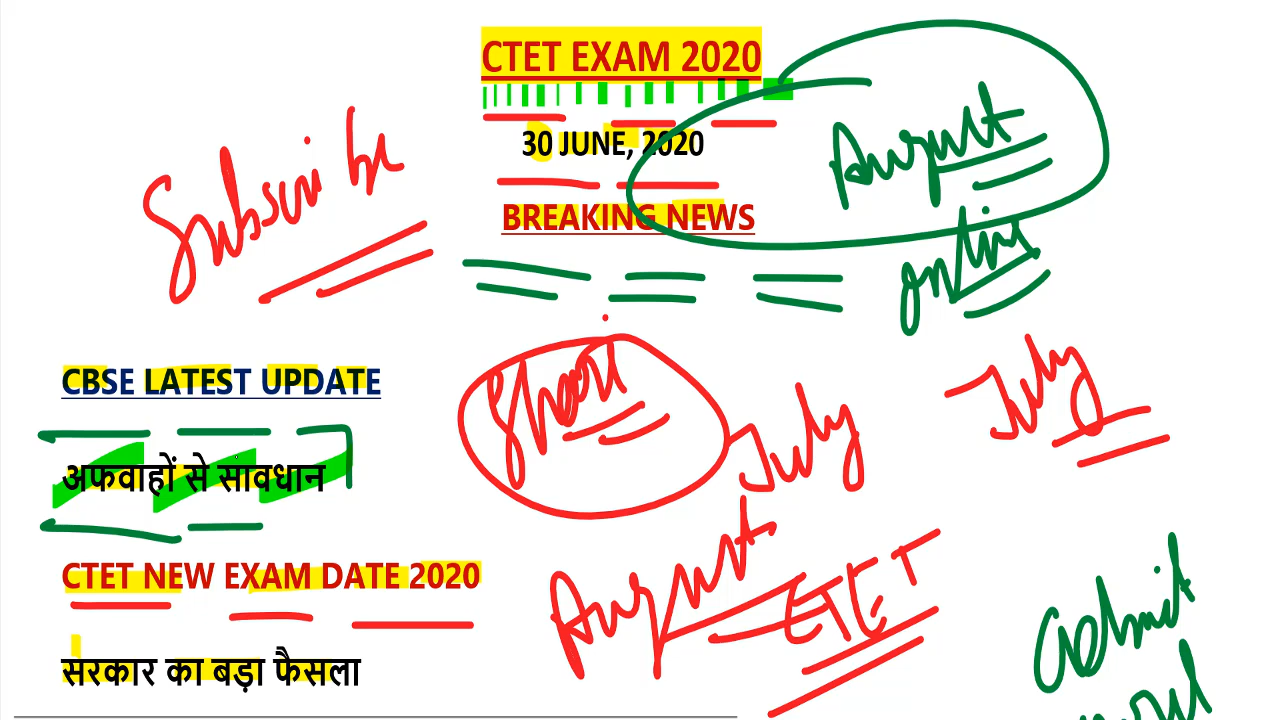 CTET EXAM 2020
30 JUNE, 2020
August
BREAKING NEWS
Subscribe
online
CBSE LATEST UPDATE
July
July
अफवाहों से सावधान
August
CTET
CTET NEW EXAM DATE 2020
Admit
सरकार का बड़ा फैसला